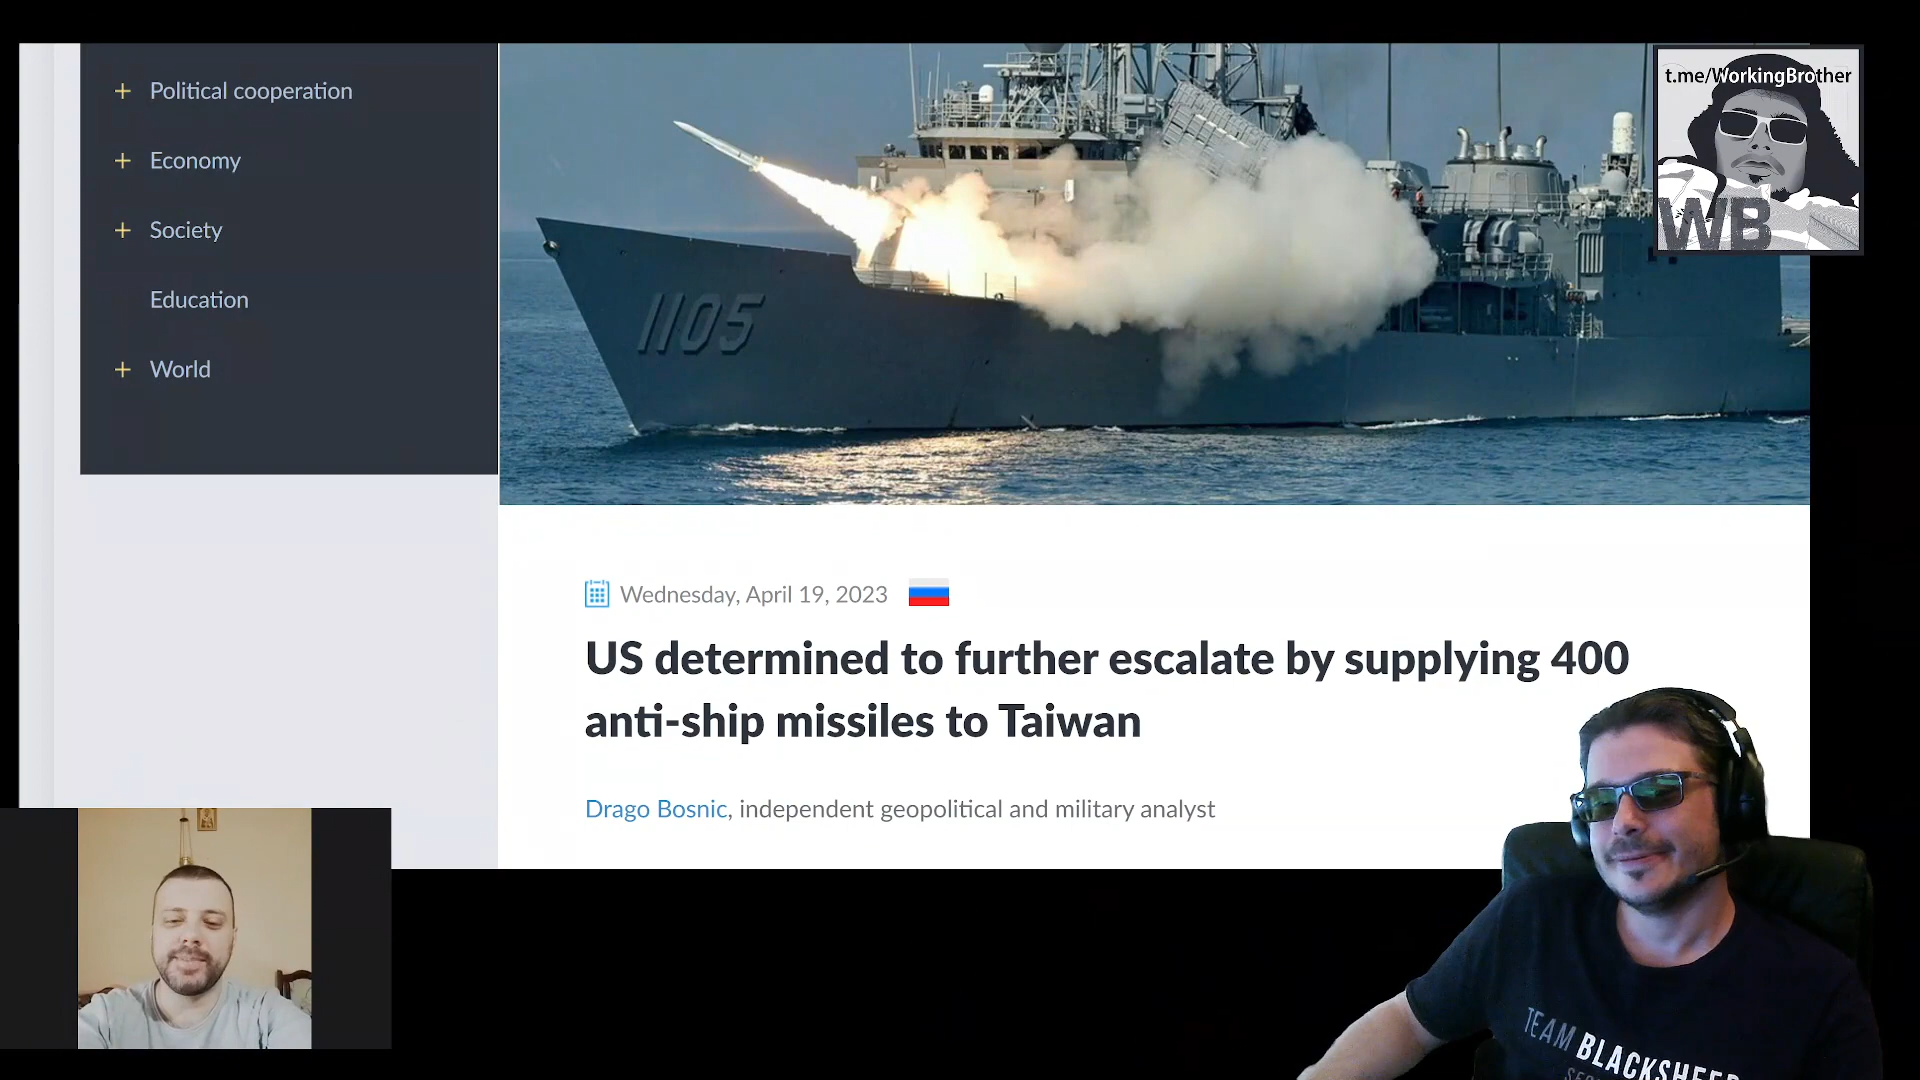 Political cooperation
Economy
Society
Education
World
1105
t.me/WorkingBrother
WB
Wednesday, April 19, 2023
US determined to further escalate by supplying 400
anti-ship missiles to Taiwan
Drago Bosnic, independent geopolitical and military analyst
TEAM BLACKSHEEP